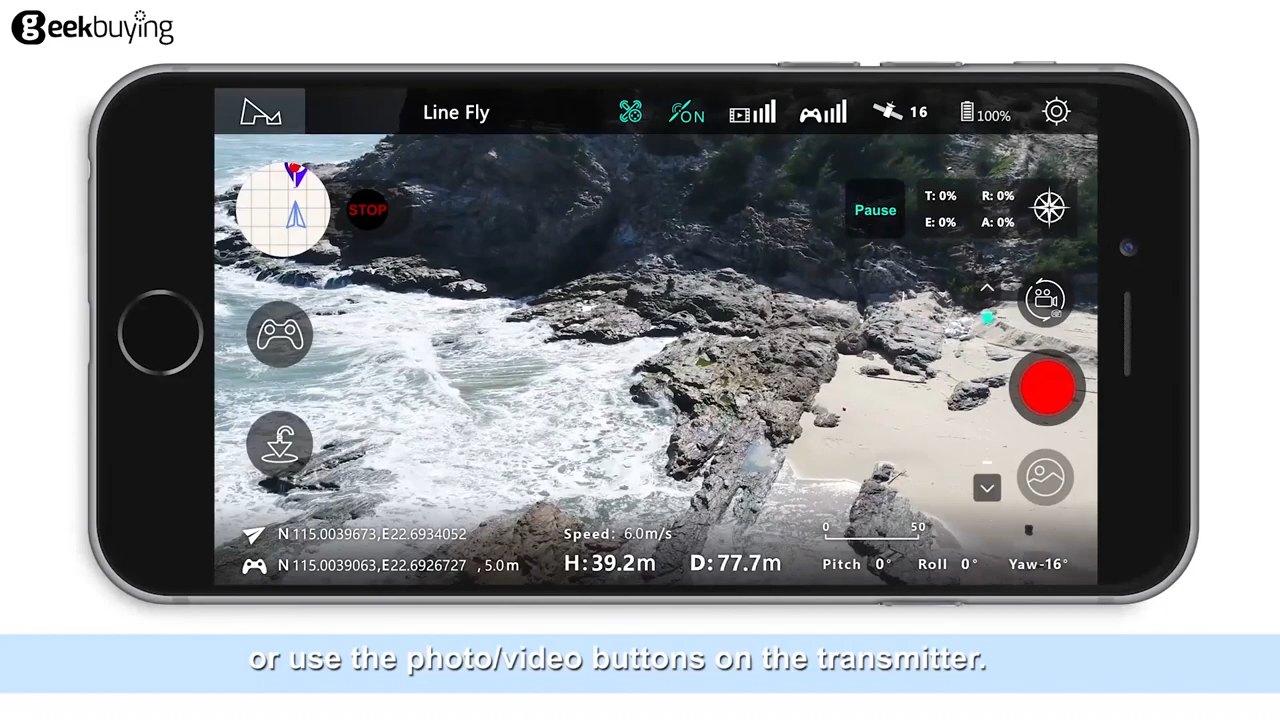 geekbuying
Line Fly
ON
16
100%
STOP
Pause
T: 0% R: 0%
E: 0% A: 0%
N 115.0039673,E22.6934052
Speed: 6.0m/s
0 50
N 115.0039063,E22.6926727 , 5.0 m
H:39.2m D:77.7m
Pitch 0° Roll 0° Yaw-16°
or use the photo/video buttons on the transmitter.